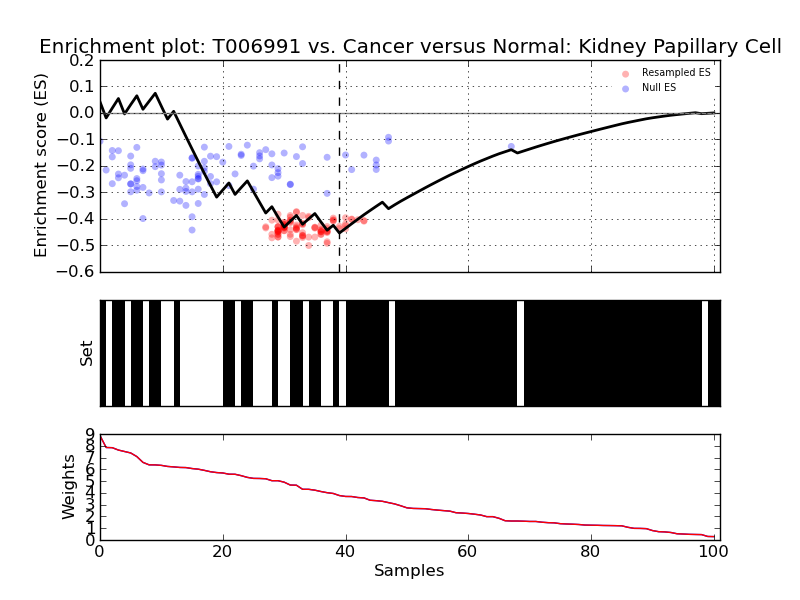 Enrichment plot: T006991 vs. Cancer versus Normal: Kidney Papillary Cell
Enrichment score (ES)
0.2
0.1
0.0
−0.1
−0.2
−0.3
−0.4
−0.5
−0.6
Resampled ES
Null ES
Set
Weights
9
8
7
6
5
4
3
2
1
0
0 20 40 60 80 100
Samples